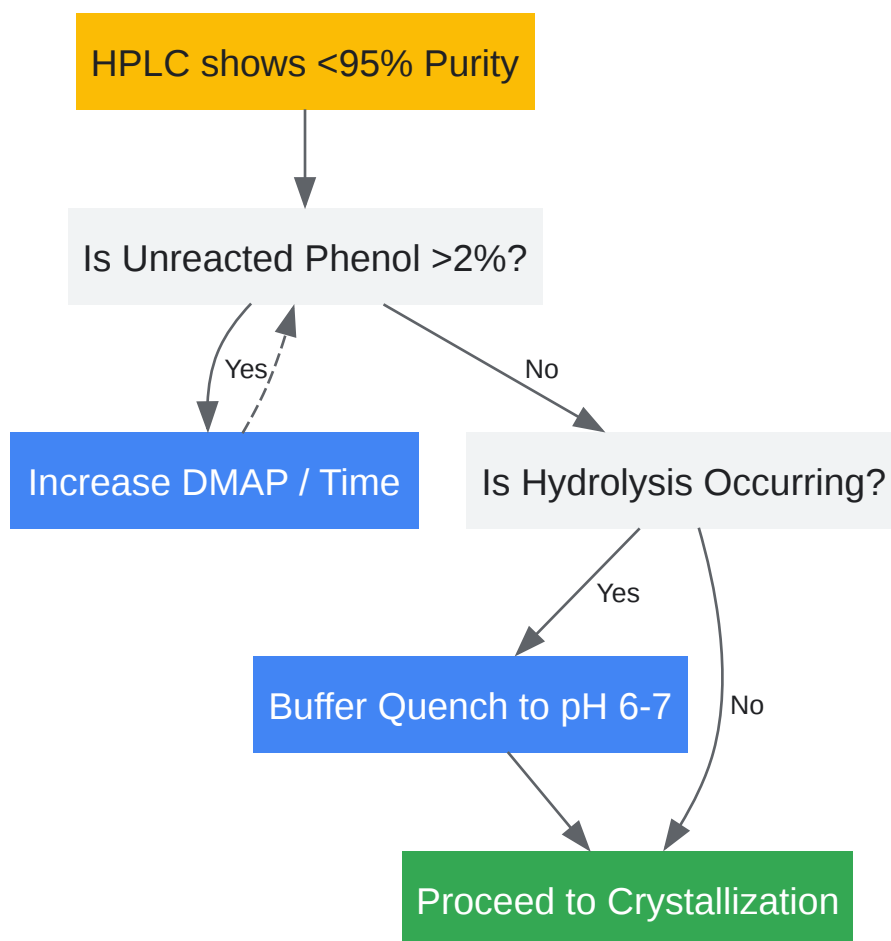 HPLC shows <95% Purity
Is Unreacted Phenol >2%?
Yes
No
Increase DMAP / Time
Is Hydrolysis Occurring?
Yes
Buffer Quench to pH 6-7
No
Proceed to Crystallization